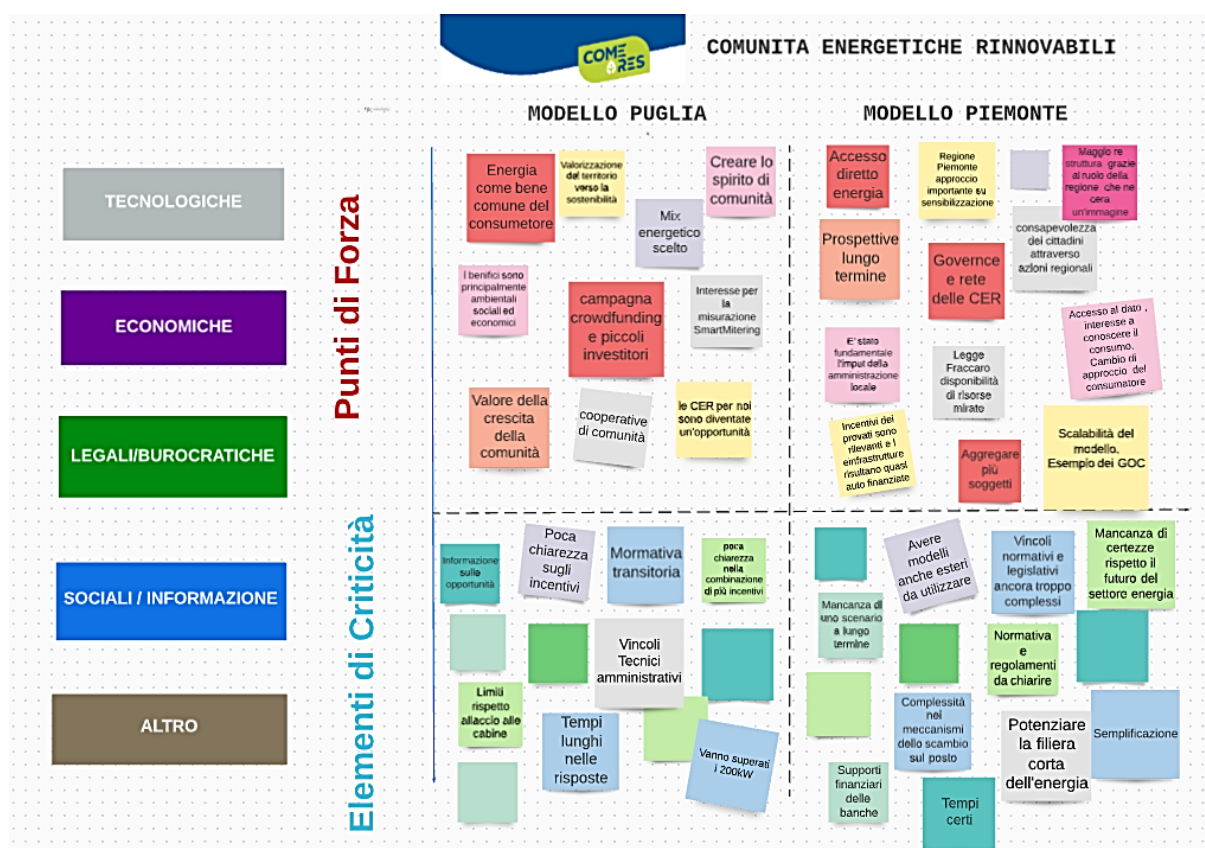 COME
RES
COMUNITA ENERGETICHE RINNOVABILI
MODELLO PUGLIA
MODELLO PIEMONTE
TECNOLOGICHE
ECONOMICHE
LEGALI/BUROCRATICHE
SOCIALI / INFORMAZIONE
ALTRO
Punti di Forza
Elementi di Criticità
Energia
come bene
comune del
consumetore
Valorizzazione
del territorio
verso la
sostenibilità
Creare lo
spirito di
comunità
Mix
energetico
scelto
I benifici sono
principalmente
ambientali
sociali ed
economici
campagna
crowdfunding
e piccoli
investitori
Interesse per
la
misurazione
SmartMitering
Valore della
crescita
della
comunità
cooperative
di comunità
le CER per noi
sono diventate
un'opportunità
Accesso
diretto
energia
Regione
Piemonte
approccio
importante su
sensibilizzazione
Maggio re
struttura grazie
al ruolo della
regione che ne
cera
un'immagine
Prospettive
lungo
termine
Governce
e rete
delle CER
consapevolezza
dei cittadini
attraverso
azioni regionali
E' stato
fondamentale
l'imput della
amministrazione
locale
Legge
Fraccaro
disponibilità
di risorse
mirate
Accesso al dato ,
interesse a
conoscere il
consumo.
Cambio di
approccio del
consumatore
Incentivi dei
provati sono
rilevanti e l
einfrastrutture
risultano quasi
auto finanziate
Aggregare
più
soggetti
Scalabilità del
modello.
Esempio dei GOC
Informazione
sulle
opportunità
Poca
chiarezza
sugli
incentivi
Mormativa
transitoria
poca
chiarezza
nella
combinazione
di più incentivi
Vincoli
Tecnici
amministrativi
Limiti
rispetto
allaccio alle
cabine
Tempi
lunghi
nelle
risposte
Vanno superati
i 200kW
Avere
modelli
anche esteri
da utilizzare
Vincoli
normativi e
legislativi
ancora troppo
complessi
Mancanza di
certezze
rispetto il
futuro del
settore energia
Mancanza di
uno scenario
a lungo
termine
Normativa
e
regolamenti
da chiarire
Complessità
nei
meccanismi
dello scambio
sul posto
Potenziare
la filiera
corta
dell'energia
Semplificazione
Supporti
finanziari
delle
banche
Tempi
certi